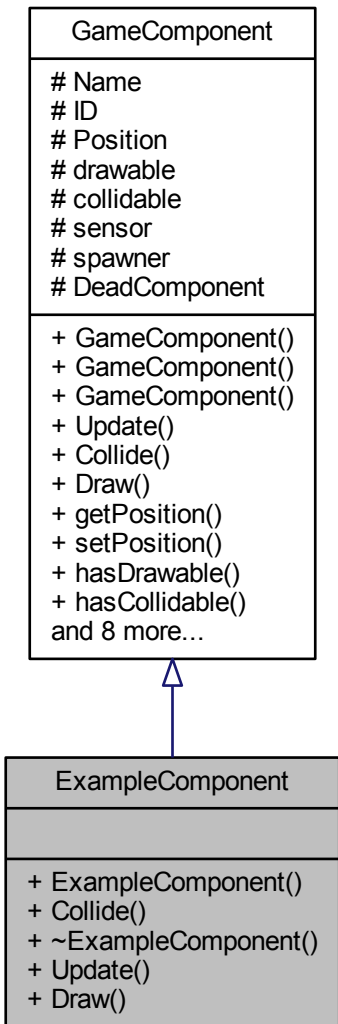 GameComponent
# Name
# ID
# Position
# drawable
# collidable
# sensor
# spawner
# DeadComponent
+ GameComponent()
+ GameComponent()
+ GameComponent()
+ Update()
+ Collide()
+ Draw()
+ getPosition()
+ setPosition()
+ hasDrawable()
+ hasCollidable()
and 8 more...
ExampleComponent
+ ExampleComponent()
+ Collide()
+ ~ExampleComponent()
+ Update()
+ Draw()